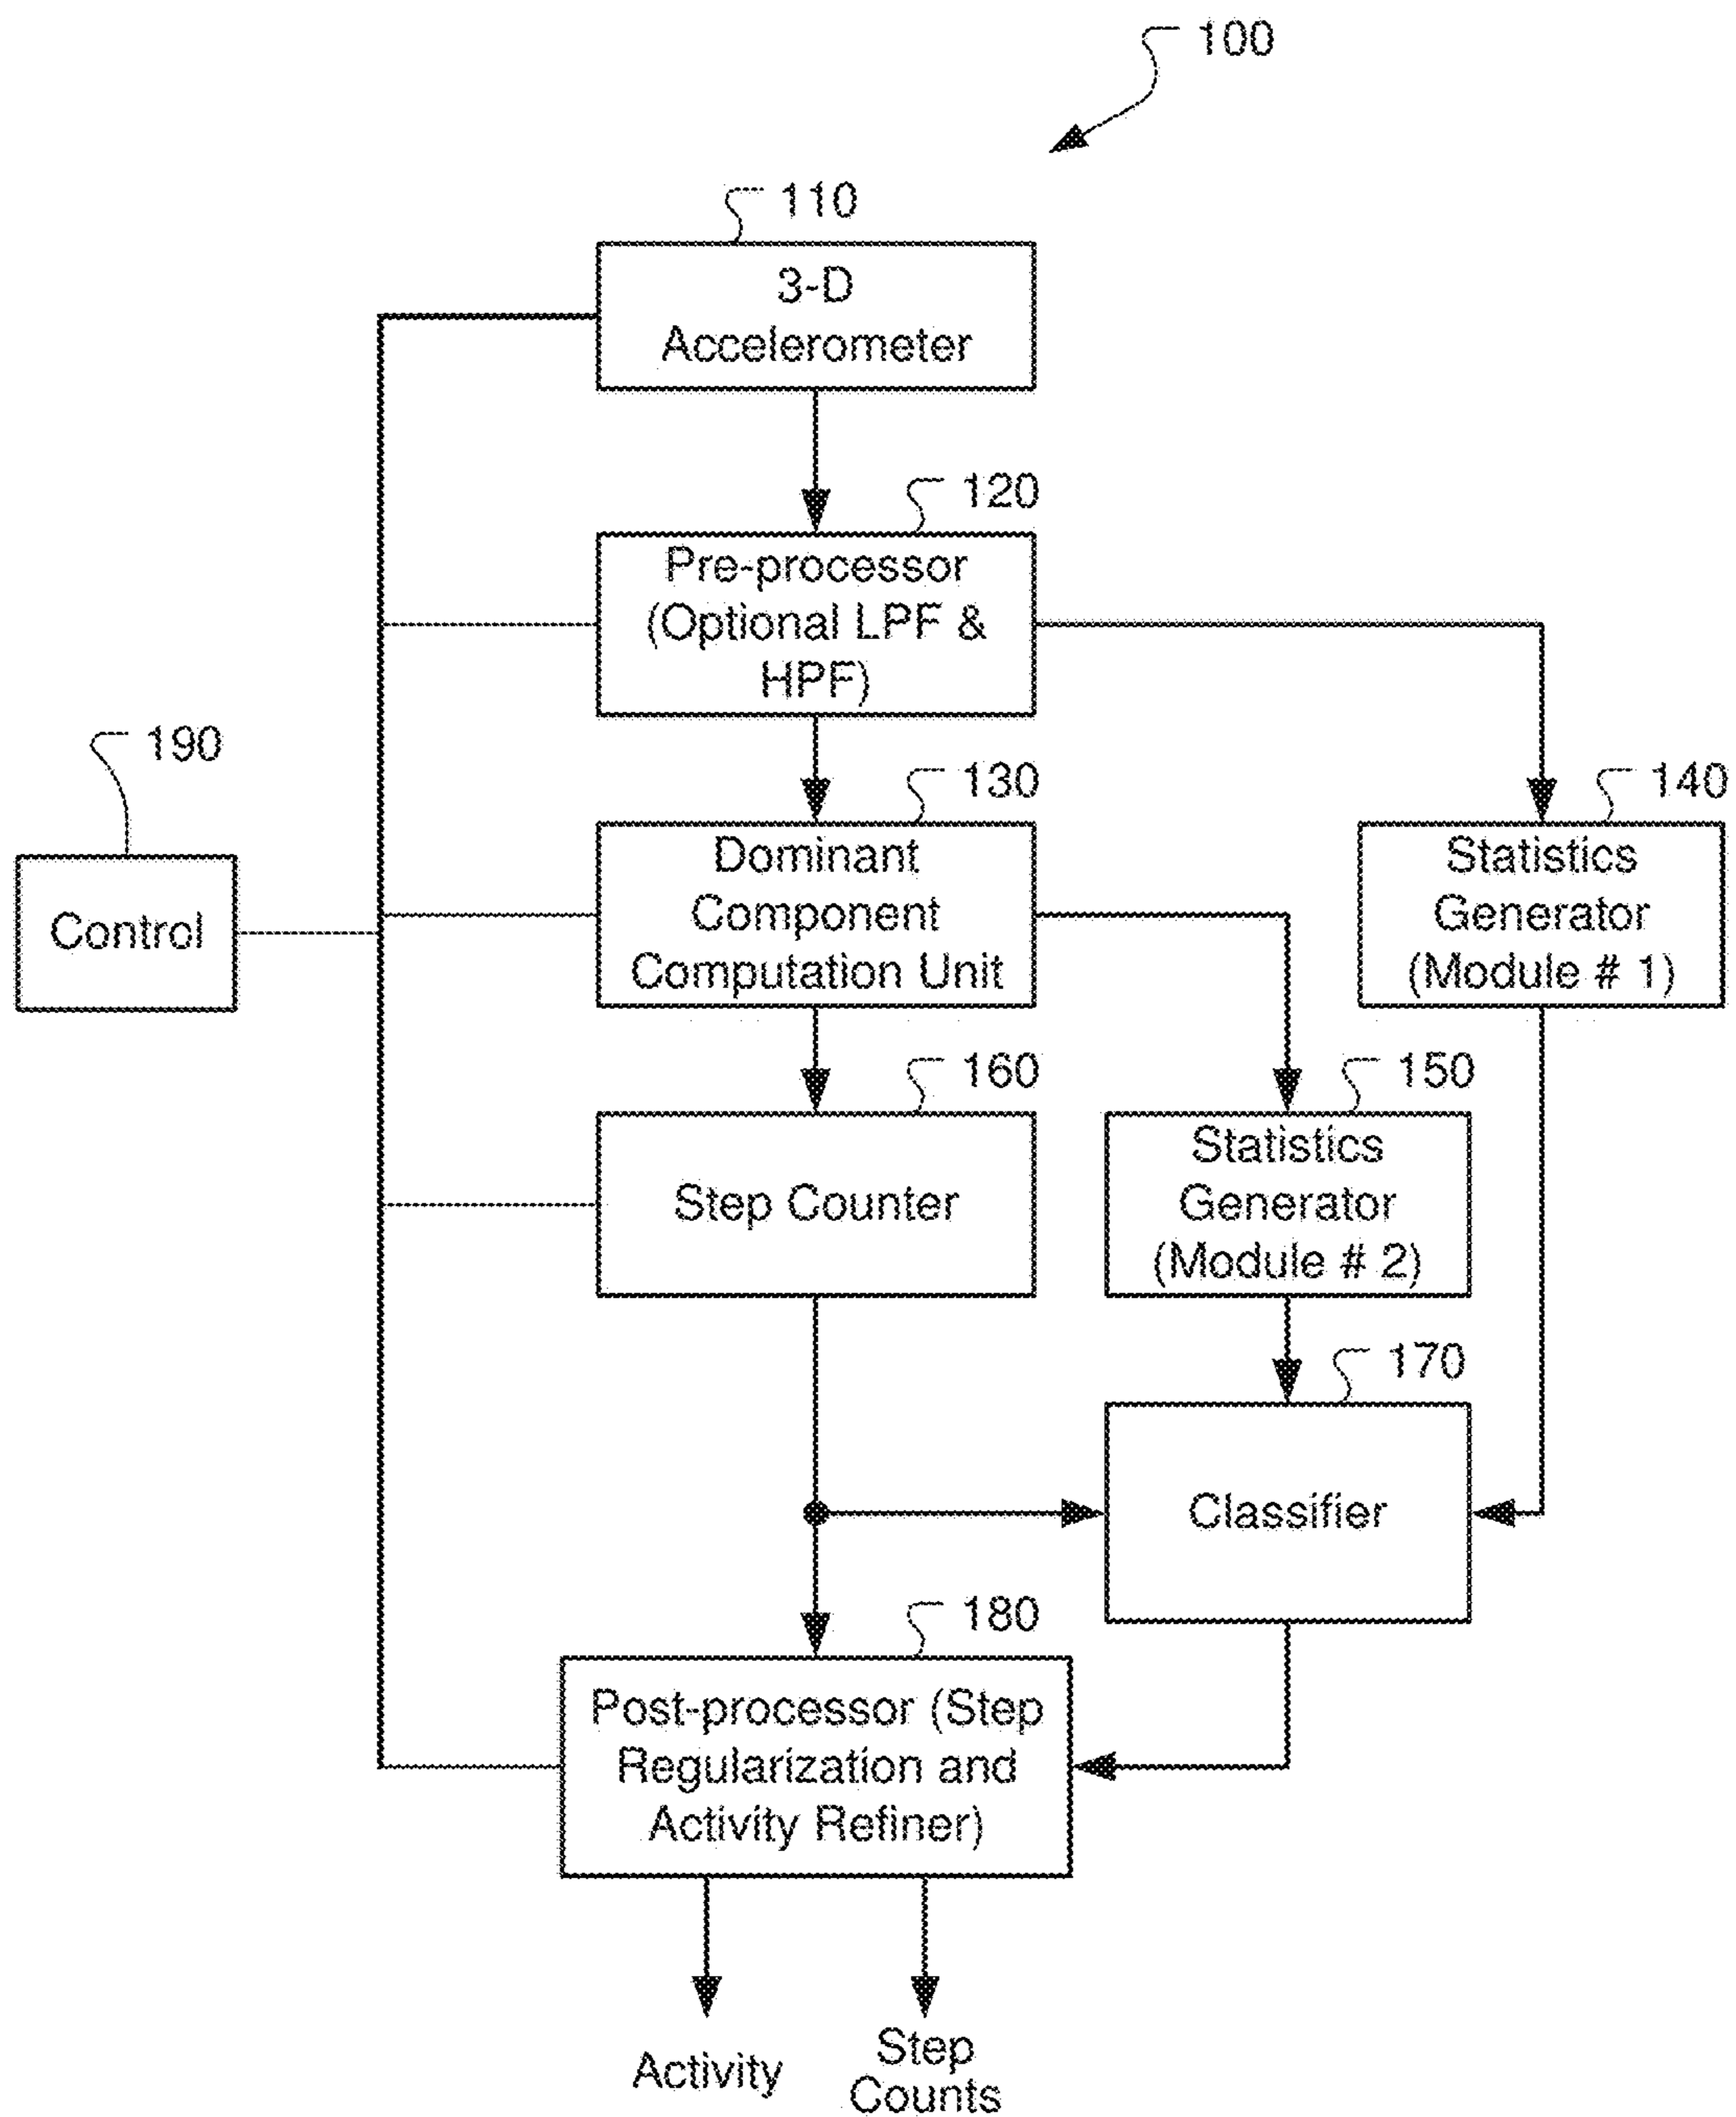 100
110
3-D
Accelerometer
120
Pre-processor
(Optional LPF &
HPF)
190
Control
130
Dominant
Component
Computation Unit
140
Statistics
Generator
(Module # 1)
160
Step Counter
150
Statistics
Generator
(Module # 2)
170
Classifier
180
Post-processor (Step
Regularization and
Activity Refiner)
Activity
Step
Counts